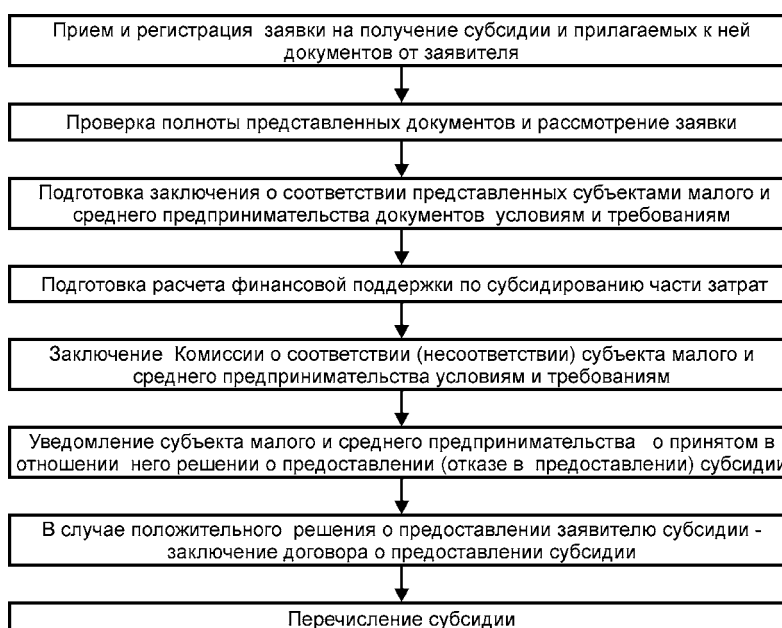 Прием и регистрация заявки на получение субсидии и прилагаемых к ней
документов от заявителя
Проверка полноты представленных документов и рассмотрение заявки
Подготовка заключения о соответствии представленных субъектами малого и
среднего предпринимательства документов условиям и требованиям
Подготовка расчета финансовой поддержки по субсидированию части затрат
Заключение Комиссии о соответствии (несоответствии) субъекта малого и
среднего предпринимательства условиям и требованиям
Уведомление субъекта малого и среднего предпринимательства о принятом в
отношении него решении о предоставлении (отказе в предоставлении) субсидии
В случае положительного решения о предоставлении заявителю субсидии -
заключение договора о предоставлении субсидии
Перечисление субсидии